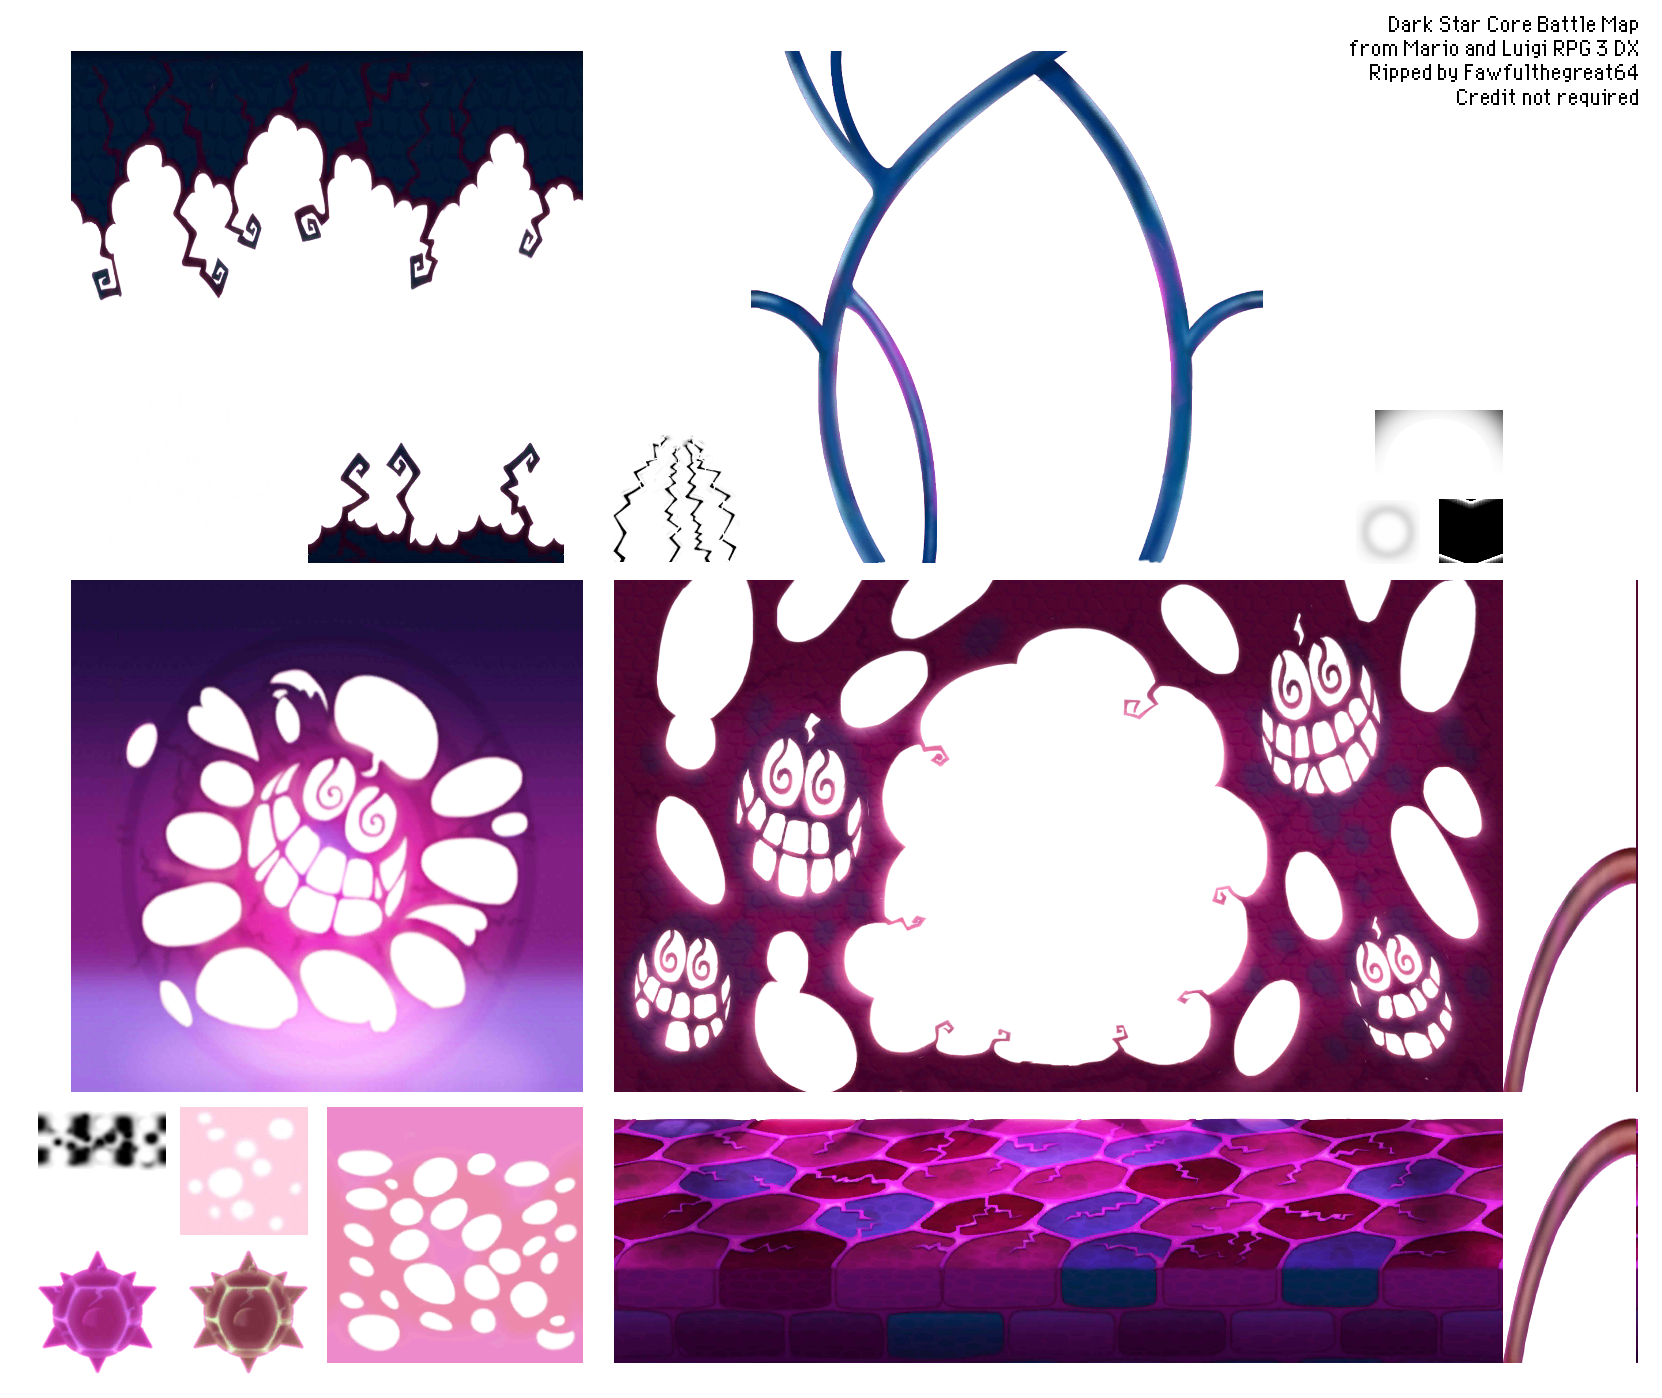 Dark Star Core Battle Map
from Mario and Luigi RPG 3 DX
Ripped by Fawfulthegreat64
Credit not required